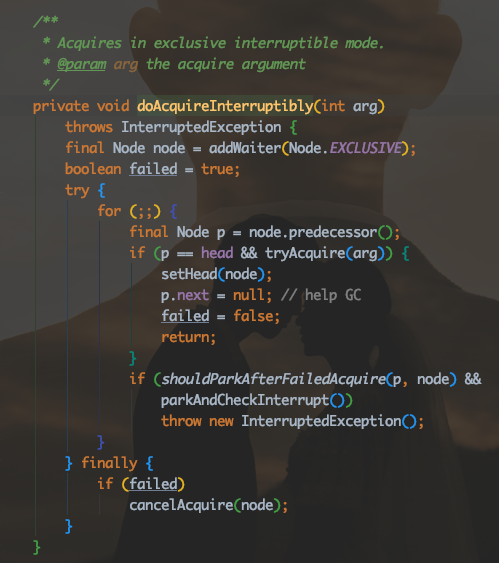 /**
 * Acquires in exclusive interruptible mode.
 * @param arg the acquire argument
 */
private void doAcquireInterruptibly(int arg)
    throws InterruptedException {
    final Node node = addWaiter(Node.EXCLUSIVE);
    boolean failed = true;
    try {
        for (;;) {
            final Node p = node.predecessor();
            if (p == head && tryAcquire(arg)) {
                setHead(node);
                p.next = null; // help GC
                failed = false;
                return;
            }
            if (shouldParkAfterFailedAcquire(p, node) &&
                parkAndCheckInterrupt())
                throw new InterruptedException();
        }
    } finally {
        if (failed)
            cancelAcquire(node);
    }
}